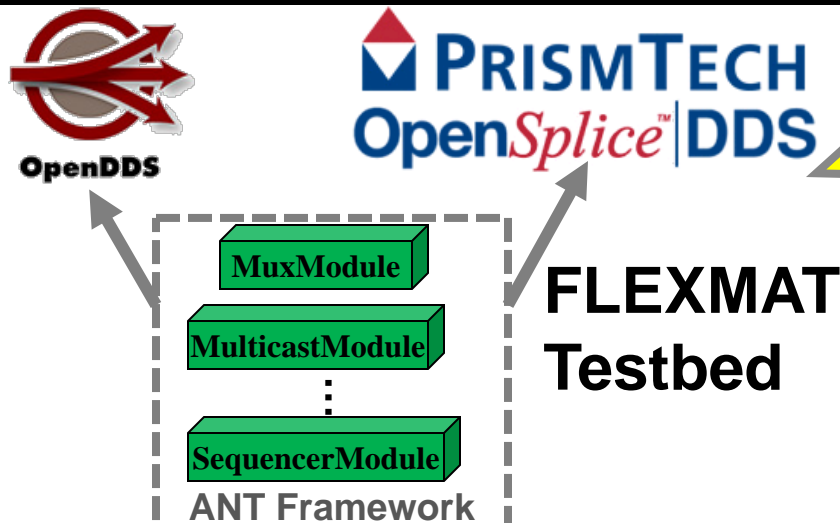 OpenDDS
PRISMTECH
OpenSplice™|DDS
MuxModule
MulticastModule
⋮
SequencerModule
ANT Framework
FLEXMAT
Testbed